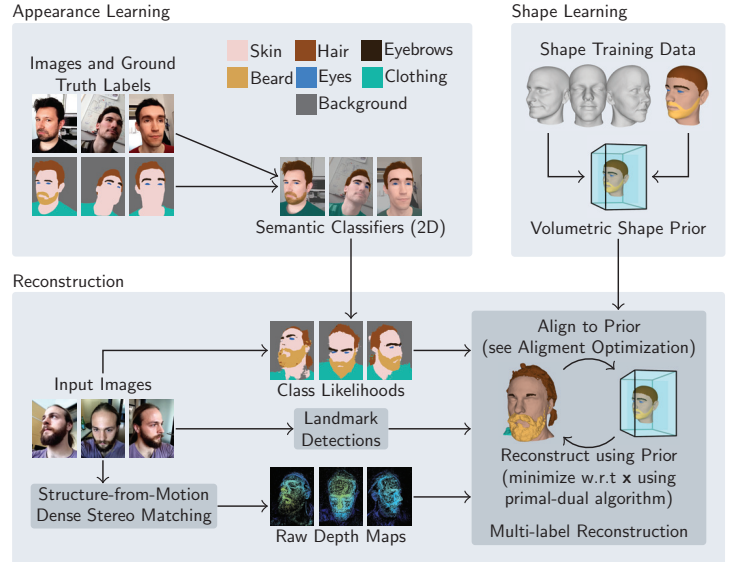 Appearance Learning
Images and Ground
Truth Labels
Skin
Hair
Eyebrows
Beard
Eyes
Clothing
Background
Semantic Classifiers (2D)
Shape Learning
Shape Training Data
Volumetric Shape Prior
Reconstruction
Input Images
Class Likelihoods
Landmark
Detections
Structure-from-Motion
Dense Stereo Matching
Raw Depth Maps
Align to Prior
(see Aligment Optimization)
Reconstruct using Prior
(minimize w.r.t x using
primal-dual algorithm)
Multi-label Reconstruction